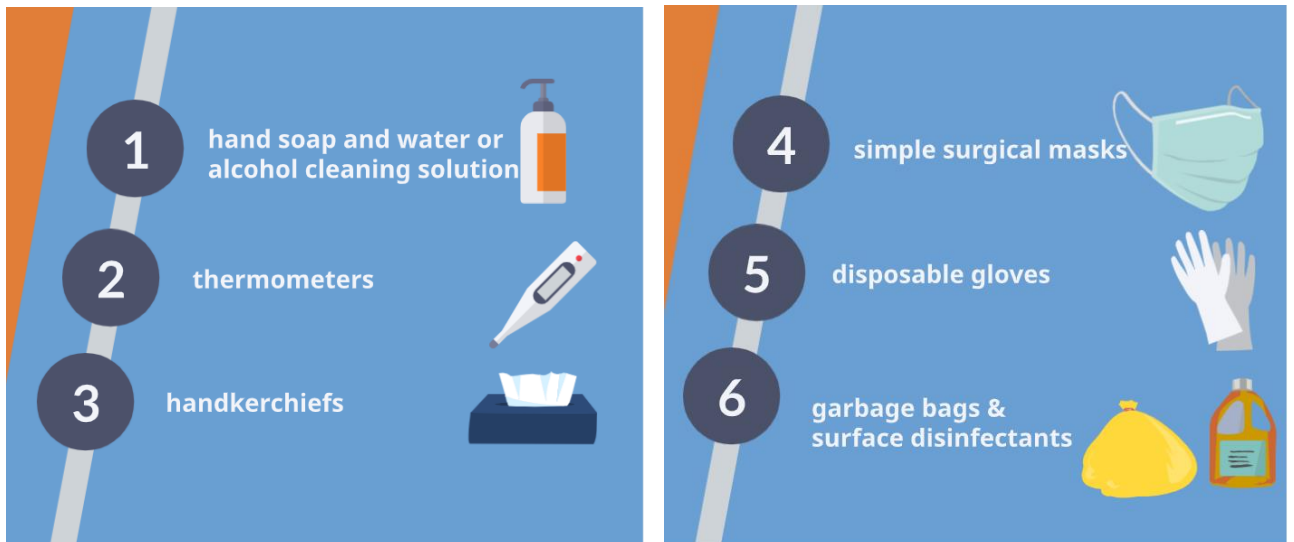 1
hand soap and water or
alcohol cleaning solution
2
thermometers
3
handkerchiefs
4
simple surgical masks
5
disposable gloves
6
garbage bags &
surface disinfectants